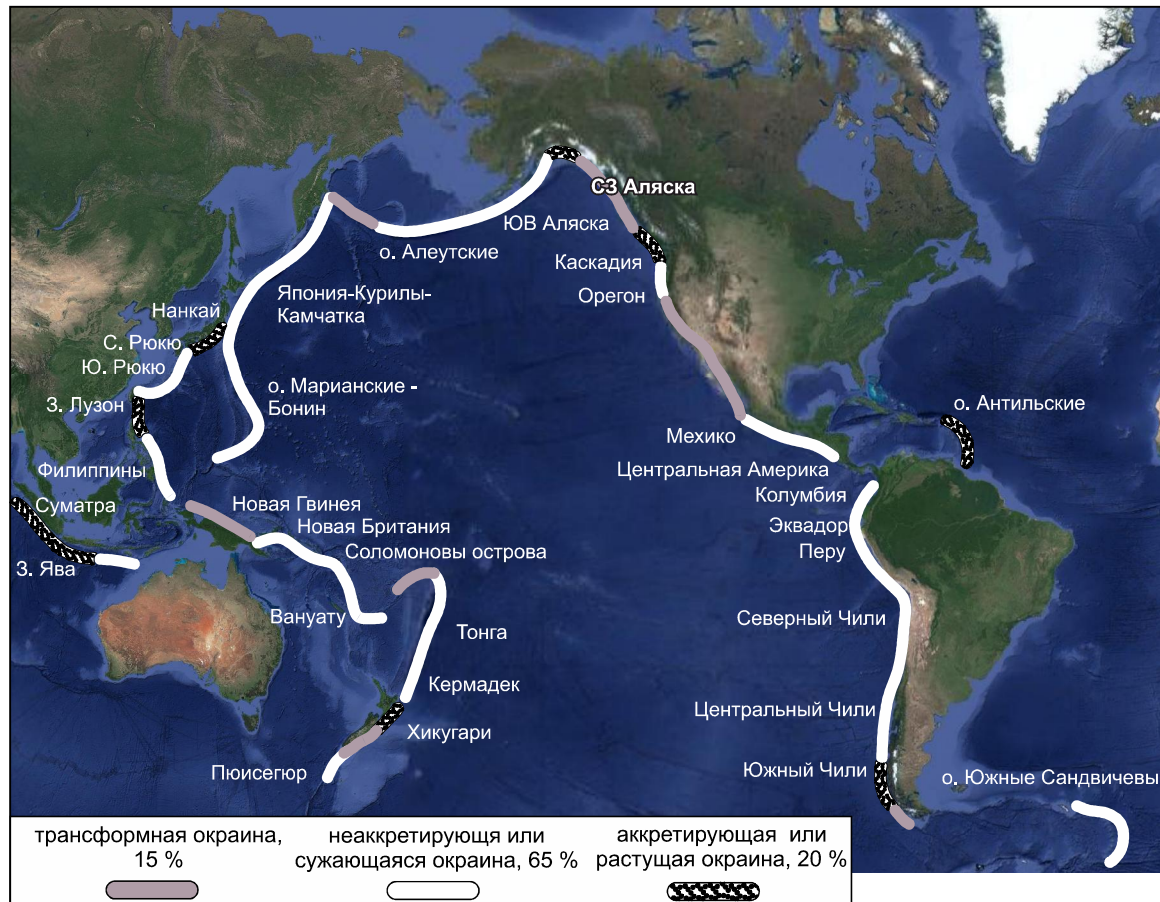 СЗ Аляска
ЮВ Аляска
о. Алеутские
Каскадия
Орегон
Япония-Курилы-
Камчатка
Нанкай
С. Рюкю
Ю. Рюкю
З. Лузон
о. Марианские -
Бонин
о. Антильские
Мехико
Филиппины
Центральная Америка
Колумбия
Суматра
Новая Гвинея
Новая Британия
Эквадор
Соломоновы острова
Перу
З. Ява
Вануату
Северный Чили
Тонга
Кермадек
Центральный Чили
Хикугари
Пюисегюр
Южный Чили
о. Южные Сандвичевы
трансформная окраина,
15 %
неаккретирующя или
сужающаяся окраина, 65 %
аккретирующая или
растущая окраина, 20 %